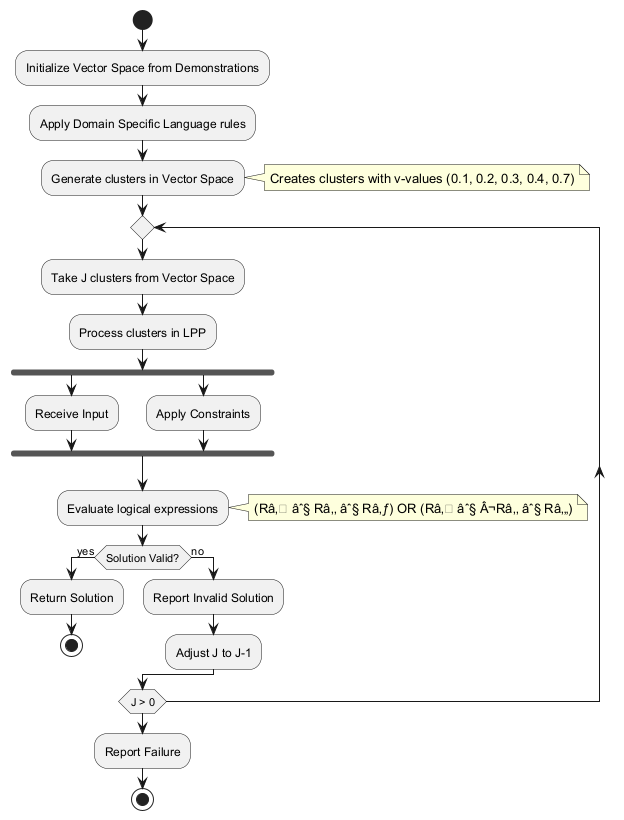 Initialize Vector Space from Demonstrations
Apply Domain Specific Language rules
Generate clusters in Vector Space
Creates clusters with v-values (0.1, 0.2, 0.3, 0.4, 0.7)
Take J clusters from Vector Space
Process clusters in LPP
Receive Input
Apply Constraints
Evaluate logical expressions
(Râ‚ âˆ§ Râ‚‚ âˆ§ Râ‚ƒ) OR (Râ‚ âˆ§ Â¬Râ‚‚ âˆ§ Râ‚„)
yes
Solution Valid?
no
Return Solution
Report Invalid Solution
Adjust J to J-1
J > 0
Report Failure